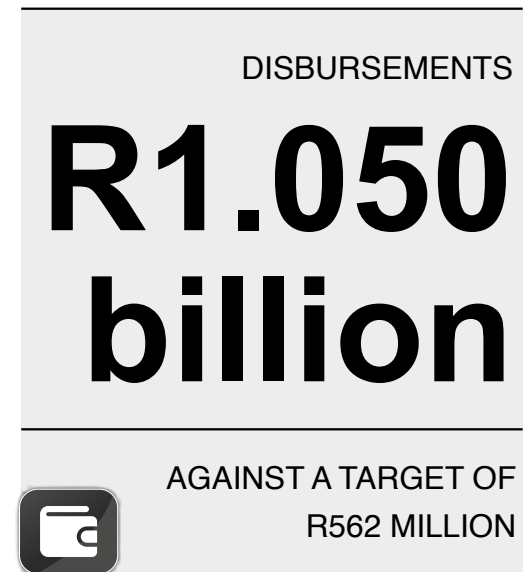 DISBURSEMENTS
R1.050
billion
AGAINST A TARGET OF
R562 MILLION